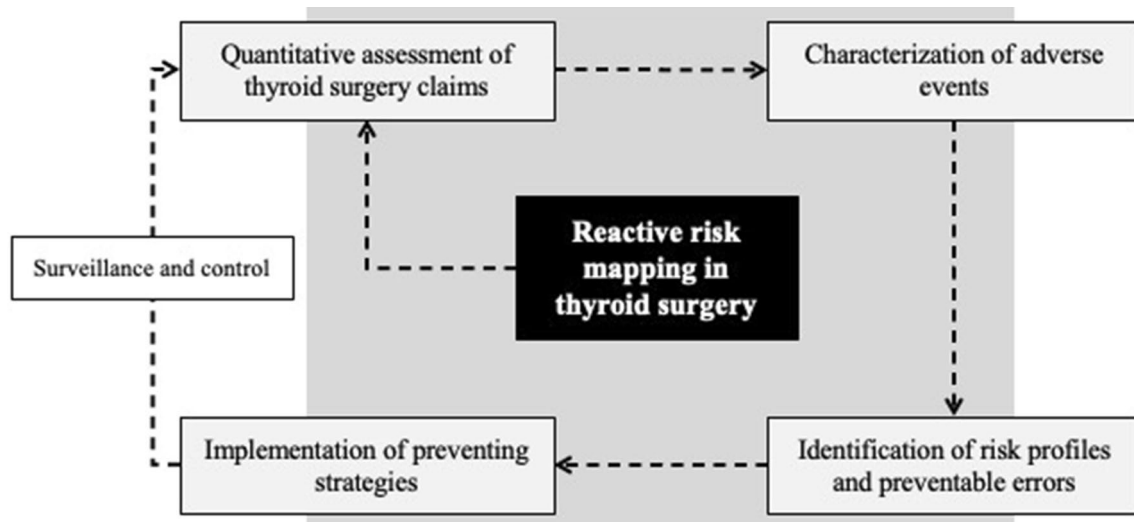 Quantitative assessment of
thyroid surgery claims
Characterization of adverse
events
Reactive risk
mapping in
thyroid surgery
Surveillance and control
Implementation of preventing
strategies
Identification of risk profiles
and preventable errors